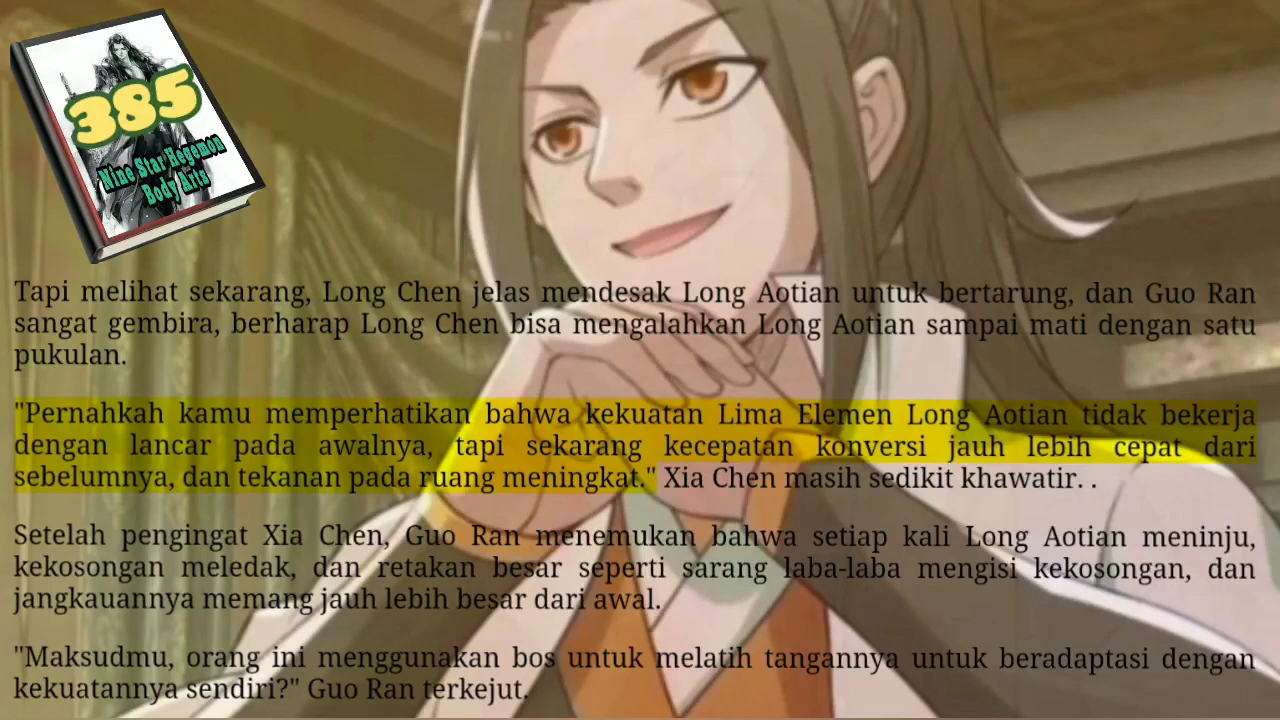 385
Nine Star Hegemon
Body Arts
Tapi melihat sekarang, Long Chen jelas mendesak Long Aotian untuk bertarung, dan Guo Ran
sangat gembira, berharap Long Chen bisa mengalahkan Long Aotian sampai mati dengan satu
pukulan.
"Pernahkah kamu memperhatikan bahwa kekuatan Lima Elemen Long Aotian tidak bekerja
dengan lancar pada awalnya, tapi sekarang kecepatan konversi jauh lebih cepat dari
sebelumnya, dan tekanan pada ruang meningkat." Xia Chen masih sedikit khawatir. .
Setelah pengingat Xia Chen, Guo Ran menemukan bahwa setiap kali Long Aotian meninju,
kekosongan meledak, dan retakan besar seperti sarang laba-laba mengisi kekosongan, dan
jangkauannya memang jauh lebih besar dari awal.
"Maksudmu, orang ini menggunakan bos untuk melatih tangannya untuk beradaptasi dengan
kekuatannya sendiri?" Guo Ran terkejut.